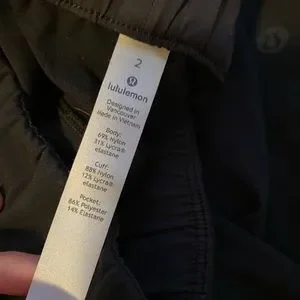 2
lululemon
Designed in
Vancouver
Made in Vietnam
Body:
69% Nylon
31% Lycra®
elastane
Cuff:
88% Nylon
12% Lycra®
elastane
Pocket:
86% Polyester
14% Elastane